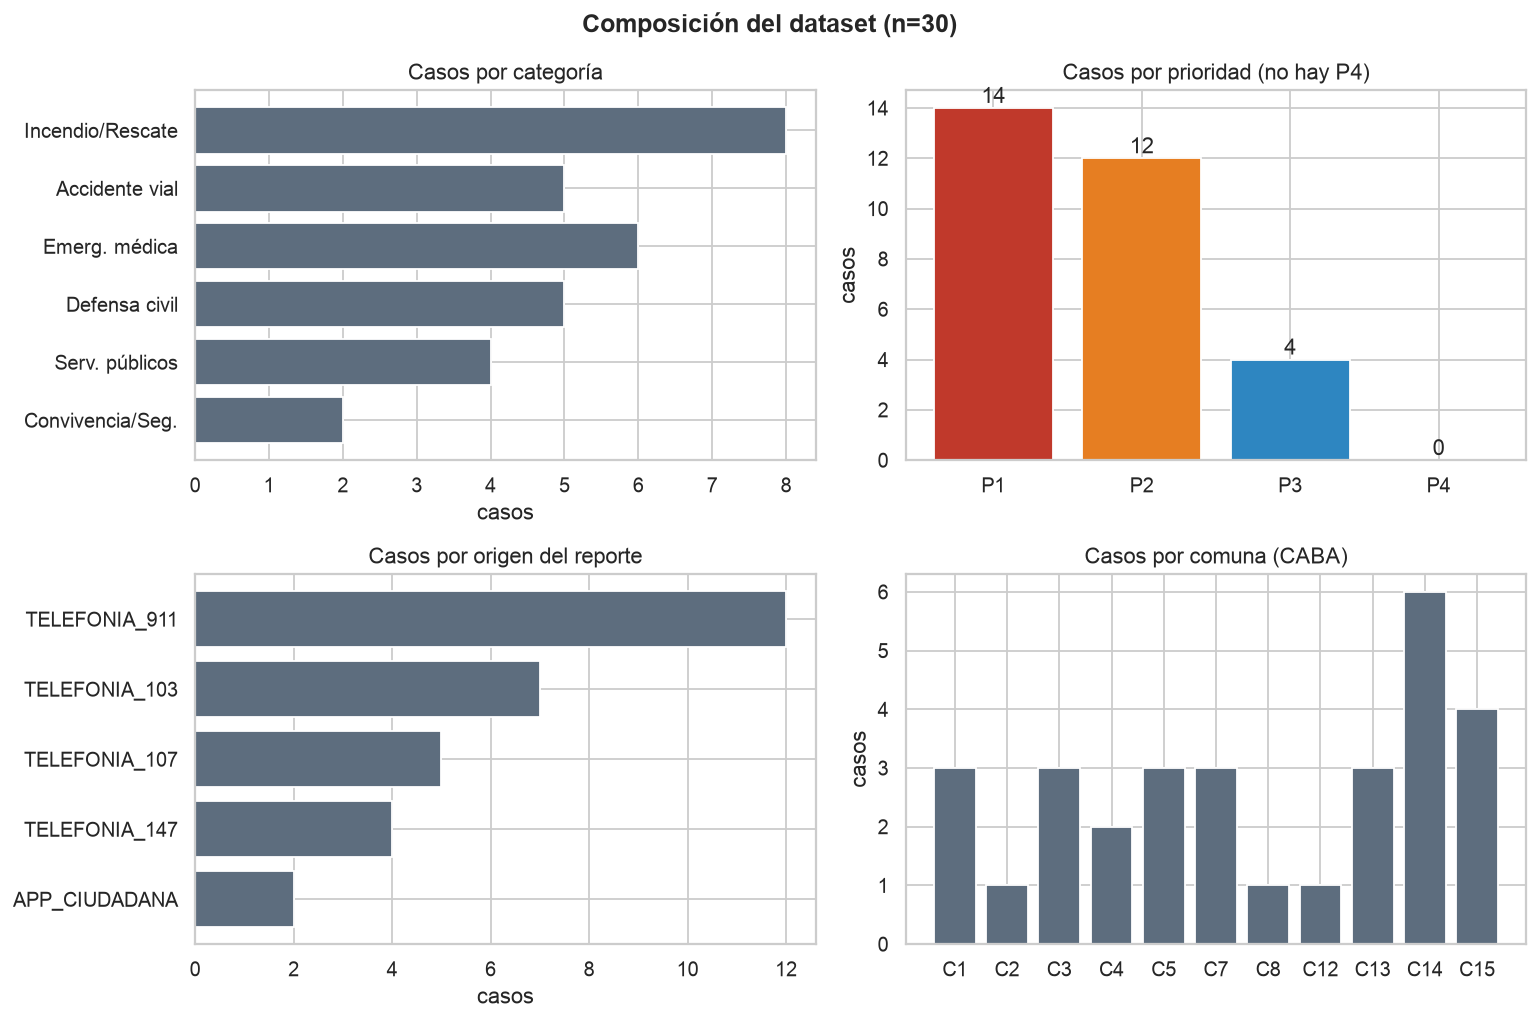 Composición del dataset (n=30)
Casos por categoría
Incendio/Rescate
Accidente vial
Emerg. médica
Defensa civil
Serv. públicos
Convivencia/Seg.
0 1 2 3 4 5 6 7 8
casos
Casos por prioridad (no hay P4)
casos
14
12
10
8
6
4
2
0
14
12
4
0
P1 P2 P3 P4
Casos por origen del reporte
TELEFONIA_911
TELEFONIA_103
TELEFONIA_107
TELEFONIA_147
APP_CIUDADANA
0 2 4 6 8 10 12
casos
Casos por comuna (CABA)
casos
6
5
4
3
2
1
0
C1 C2 C3 C4 C5 C7 C8 C12 C13 C14 C15